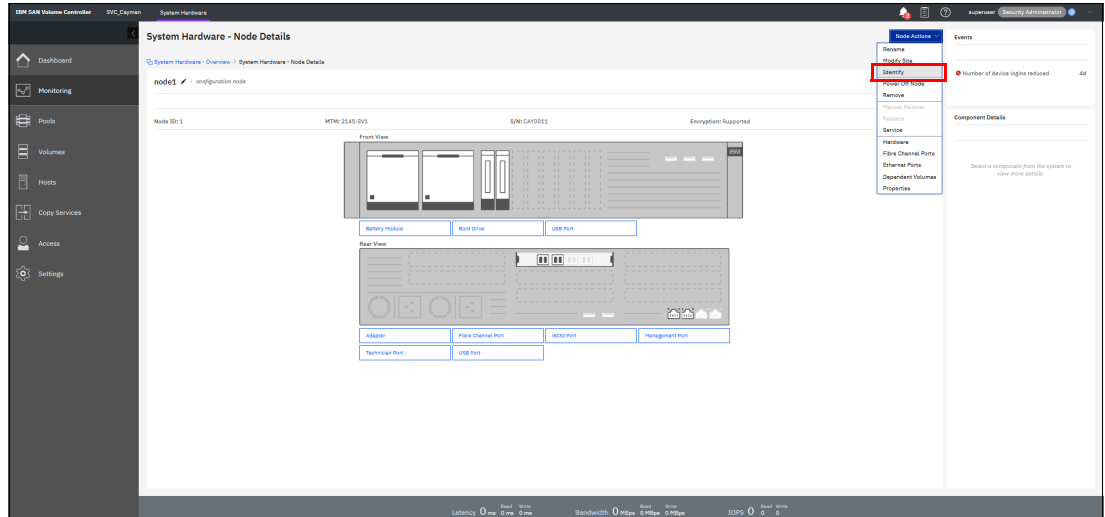 IBM SAN Volume Controller SVC_Cayman System Hardware superuser Security Administrator
System Hardware - Node Details
Node Actions
Events
Dashboard
Monitoring
Pools
Volumes
Hosts
Copy Services
Access
Settings
System Hardware - Overview > System Hardware - Node Details
node1 - configuration node
Node ID: 1 MTM: 2145-SV1 S/N: CAY0011 Encryption: Supported
Rename
Modify Site
Identify
Power Off Node
Remove
Manual Failover
Replace
Service
Hardware
Fibre Channel Ports
Ethernet Ports
Dependent Volumes
Properties
Number of device logins reduced 4d
Component Details
Select a component from the system to
view more details.
Front View
IBM
Battery Module Boot Drive USB Port
Rear View
Adapter Fibre Channel Port iSCSI Port Management Port
Technician Port USB Port
Latency 0 ms Read 0 ms Write 0 ms Bandwidth 0 MBps Read 0 MBps Write 0 MBps IOPS 0 Read 0 Write 0